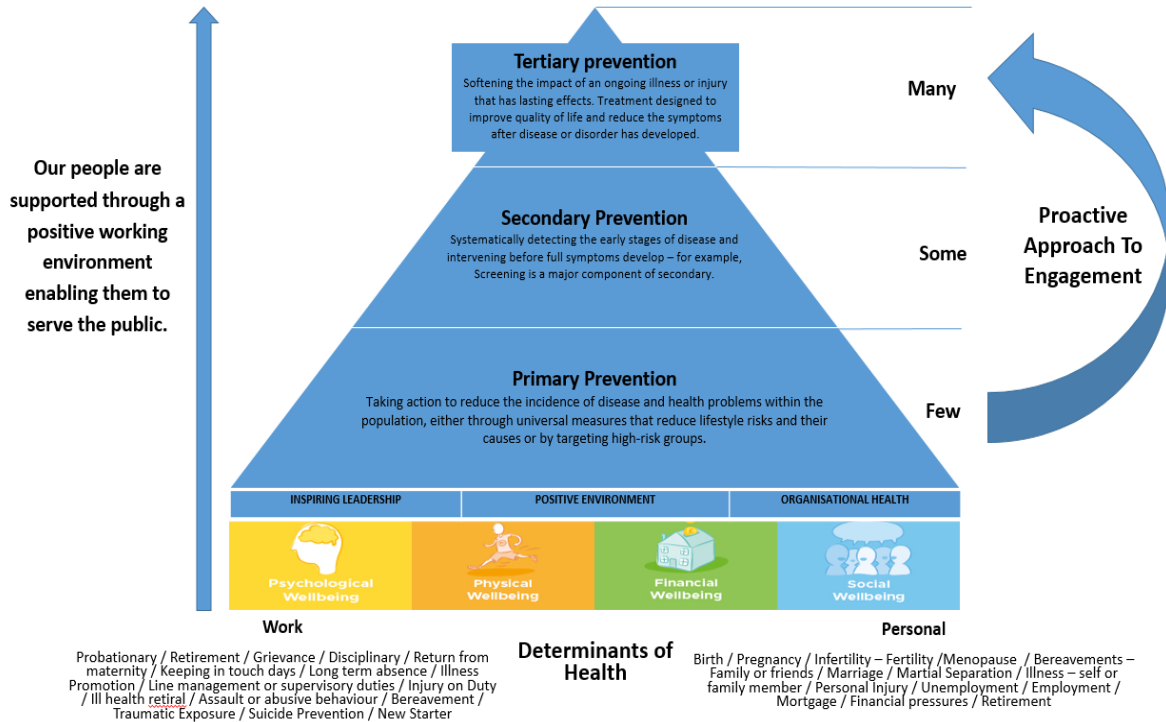 Our people are
supported through a
positive working
environment
enabling them to
serve the public.
Tertiary prevention
Softening the impact of an ongoing illness or injury
that has lasting effects. Treatment designed to
improve quality of life and reduce the symptoms
after disease or disorder has developed.
Many
Secondary Prevention
Systematically detecting the early stages of disease and
intervening before full symptoms develop – for example,
Screening is a major component of secondary.
Some
Primary Prevention
Taking action to reduce the incidence of disease and health problems within the
population, either through universal measures that reduce lifestyle risks and their
causes or by targeting high-risk groups.
Few
Proactive
Approach To
Engagement
INSPIRING LEADERSHIP
POSITIVE ENVIRONMENT
ORGANISATIONAL HEALTH
Psychological
Wellbeing
Physical
Wellbeing
Financial
Wellbeing
Social
Wellbeing
Work
Probationary / Retirement / Grievance / Disciplinary / Return from
maternity / Keeping in touch days / Long term absence / Illness
Promotion / Line management or supervisory duties / Injury on Duty
/ Ill health retiral / Assault or abusive behaviour / Bereavement /
Traumatic Exposure / Suicide Prevention / New Starter
Determinants of
Health
Personal
Birth / Pregnancy / Infertility – Fertility /Menopause / Bereavements –
Family or friends / Marriage / Martial Separation / Illness – self or
family member / Personal Injury / Unemployment / Employment /
Mortgage / Financial pressures / Retirement